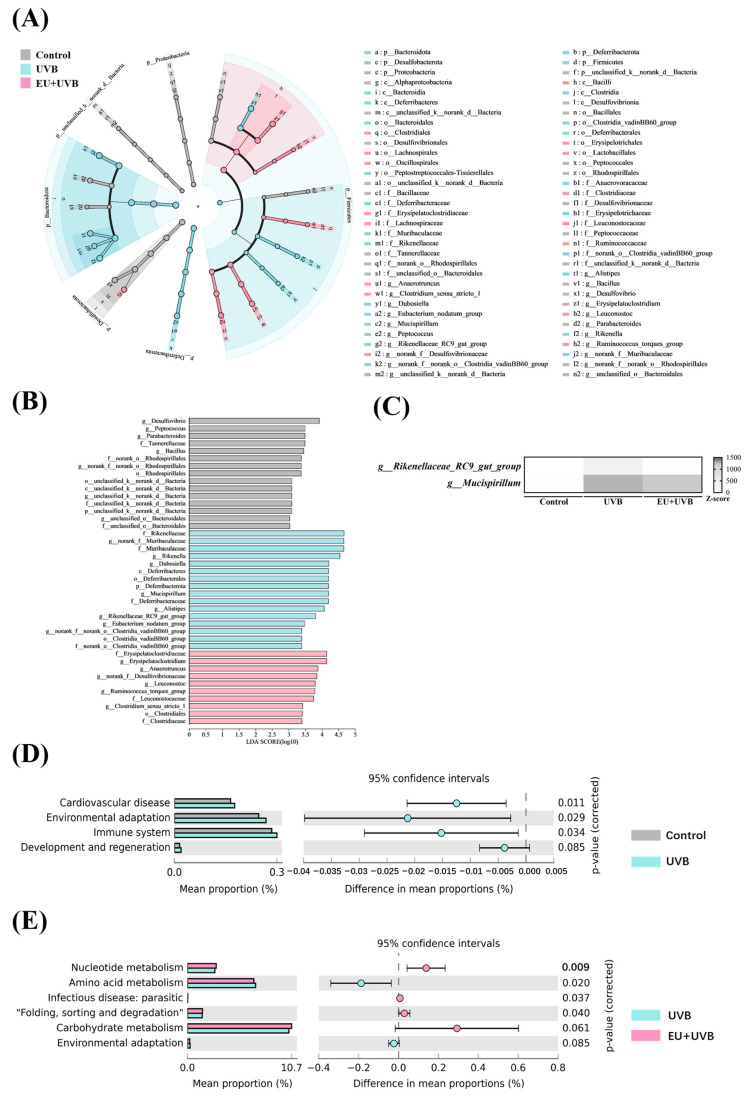 (A)
Control
UVB
EU+UVB
p__Proteobacteria
p__unclassified_k__norank_d__Bacteria
p__Bacteroidota
p__Firmicutes
p__Desulfobacterota
p__Deferribacterota
a : p__Bacteroidota
b : p__Deferribacterota
c : p__Desulfobacterota
d : p__Firmicutes
e : p__Proteobacteria
f : p__unclassified_k__norank_d__Bacteria
g : c__Alphaproteobacteria
h : c__Bacilli
i : c__Bacteroidia
j : c__Clostridia
k : c__Deferribacteres
l : c__Desulfovibrionia
m : c__unclassified_k__norank_d__Bacteria
n : o__Bacillales
o : o__Bacteroidales
p : o__Clostridia_vadinBB60_group
q : o__Clostridiales
r : o__Deferribacterales
s : o__Desulfovibrionales
t : o__Erysipelotrichales
u : o__Lachnospirales
v : o__Lactobacillales
w : o__Oscillospirales
x : o__Peptococcales
y : o__Peptostreptococcales-Tissierellales
z : o__Rhodospirillales
a1 : o__unclassified_k__norank_d__Bacteria
b1 : f__Anaerovoracaceae
c1 : f__Bacillaceae
d1 : f__Clostridiaceae
e1 : f__Deferribacteraceae
f1 : f__Desulfovibrionaceae
g1 : f__Erysipelatoclostridiaceae
h1 : f__Erysipelotrichaceae
i1 : f__Lachnospiraceae
j1 : f__Leuconostocaceae
k1 : f__Muribaculaceae
l1 : f__Peptococcaceae
m1 : f__Rikenellaceae
n1 : f__Ruminococcaceae
o1 : f__Tannerellaceae
p1 : f__norank_o__Clostridia_vadinBB60_group
q1 : f__norank_o__Rhodospirillales
r1 : f__unclassified_k__norank_d__Bacteria
s1 : f__unclassified_o__Bacteroidales
t1 : g__Alistipes
u1 : g__Anaerotruncus
v1 : g__Bacillus
w1 : g__Clostridium_sensu_stricto_1
x1 : g__Desulfovibrio
y1 : g__Dubosiella
z1 : g__Erysipelatoclostridium
a2 : g__Eubacterium_nodatum_group
b2 : g__Leuconostoc
c2 : g__Mucispirillum
d2 : g__Parabacteroides
e2 : g__Peptococcus
f2 : g__Rikenella
g2 : g__Rikenellaceae_RC9_gut_group
h2 : g__Ruminococcus_torques_group
i2 : g__norank_f__Desulfovibrionaceae
j2 : g__norank_f__Muribaculaceae
k2 : g__norank_f__norank_o__Clostridia_vadinBB60_group
l2 : g__norank_f__norank_o__Rhodospirillales
m2 : g__unclassified_k__norank_d__Bacteria
n2 : g__unclassified_o__Bacteroidales
(B)
g__Desulfovibrio
g__Peptococcus
g__Parabacteroides
f__Tannerellaceae
g__Bacillus
f__norank_o__Rhodospirillales
g__norank_f__norank_o__Rhodospirillales
o__Rhodospirillales
o__unclassified_k__norank_d__Bacteria
c__unclassified_k__norank_d__Bacteria
g__unclassified_k__norank_d__Bacteria
f__unclassified_k__norank_d__Bacteria
p__unclassified_k__norank_d__Bacteria
g__unclassified_o__Bacteroidales
f__unclassified_o__Bacteroidales
f__Rikenellaceae
g__norank_f__Muribaculaceae
f__Muribaculaceae
g__Rikenella
g__Dubosiella
c__Deferribacteres
o__Deferribacterales
p__Deferribacterota
g__Mucispirillum
f__Deferribacteraceae
g__Alistipes
g__Rikenellaceae_RC9_gut_group
g__Eubacterium_nodatum_group
g__norank_f__norank_o__Clostridia_vadinBB60_group
o__Clostridia_vadinBB60_group
f__norank_o__Clostridia_vadinBB60_group
f__Erysipelatoclostridiaceae
g__Erysipelatoclostridium
g__Anaerotruncus
g__norank_f__Desulfovibrionaceae
g__Leuconostoc
g__Ruminococcus_torques_group
f__Leuconostocaceae
g__Clostridium_sensu_stricto_1
o__Clostridiales
f__Clostridiaceae
0 0.5 1 1.5 2 2.5 3 3.5 4 4.5 5
LDA SCORE(log10)
(C)
g__Rikenellaceae_RC9_gut_group
g__Mucispirillum
Control UVB EU+UVB
1500
1000
500
0
Z-score
(D)
95% confidence intervals
Cardiovascular disease 0.011
Environmental adaptation 0.029
Immune system 0.034
Development and regeneration 0.085
0.0 0.3
Mean proportion (%)
−0.04 −0.035 −0.03 −0.025 −0.02 −0.015 −0.01 −0.005 0.000 0.005
Difference in mean proportions (%)
p-value (corrected)
Control
UVB
(E)
95% confidence intervals
Nucleotide metabolism 0.009
Amino acid metabolism 0.020
Infectious disease: parasitic 0.037
"Folding, sorting and degradation" 0.040
Carbohydrate metabolism 0.061
Environmental adaptation 0.085
0.0 10.7
Mean proportion (%)
−0.4 −0.2 0.0 0.2 0.4 0.6 0.8
Difference in mean proportions (%)
p-value (corrected)
UVB
EU+UVB